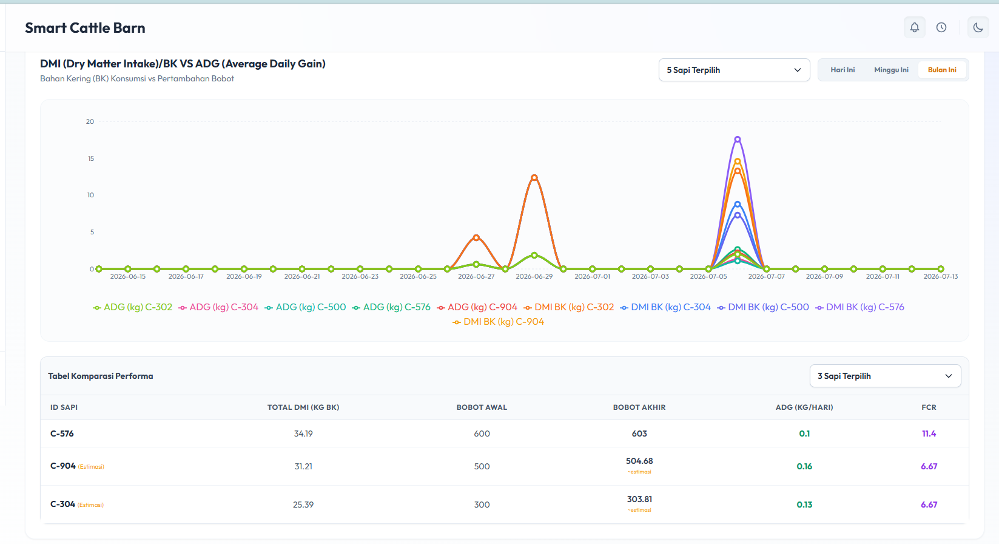 Smart Cattle Barn
DMI (Dry Matter Intake)/BK VS ADG (Average Daily Gain)
Bahan Kering (BK) Konsumsi vs Pertambahan Bobot
5 Sapi Terpilih
Hari Ini Minggu Ini Bulan Ini
20
15
10
5
0
2026-06-15 2026-06-17 2026-06-19 2026-06-21 2026-06-23 2026-06-25 2026-06-27 2026-06-29 2026-07-01 2026-07-03 2026-07-05 2026-07-07 2026-07-09 2026-07-11 2026-07-13
ADG (kg) C-302 ADG (kg) C-304 ADG (kg) C-500 ADG (kg) C-576 ADG (kg) C-904 DMI BK (kg) C-302 DMI BK (kg) C-304 DMI BK (kg) C-500 DMI BK (kg) C-576
DMI BK (kg) C-904
Tabel Komparasi Performa
3 Sapi Terpilih
ID SAPI TOTAL DMI (KG BK) BOBOT AWAL BOBOT AKHIR ADG (KG/HARI) FCR
C-576 34.19 600 603 0.1 11.4
C-904 (Estimasi) 31.21 500 504.68 0.16 6.67
~estimasi
C-304 (Estimasi) 25.39 300 303.81 0.13 6.67
~estimasi